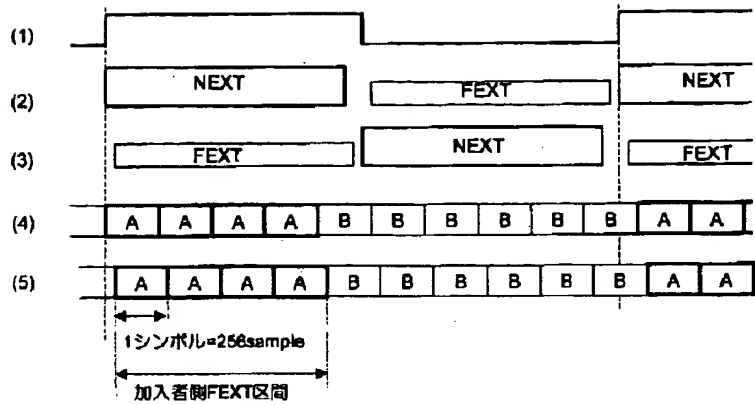 (1)
(2) NEXT FEXT NEXT
(3) FEXT NEXT FEXT
(4) A A A A B B B B B B A A
(5) A A A A B B B B B B A A
1シンボル=256sample
加入者側FEXT区間